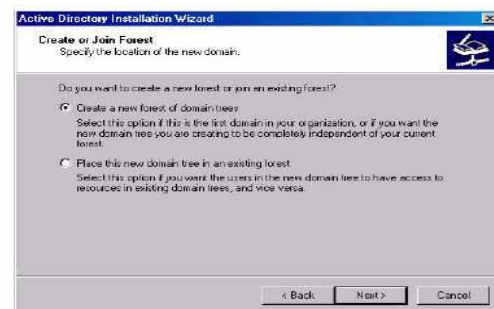 Active Directory Installation Wizard
Create or Join Forest
Specify the location of the new domain.
Do you want to create a new forest or join an existing forest?
Create a new forest of domain trees
Select this option if this is the first domain in your organization, or if you want the
new domain tree you are creating to be completely independent of your current
forest.
Place this new domain tree in an existing forest
Select this option if you want the users in the new domain tree to have access to
resources in existing domain trees, and vice versa.
< Back
Next >
Cancel